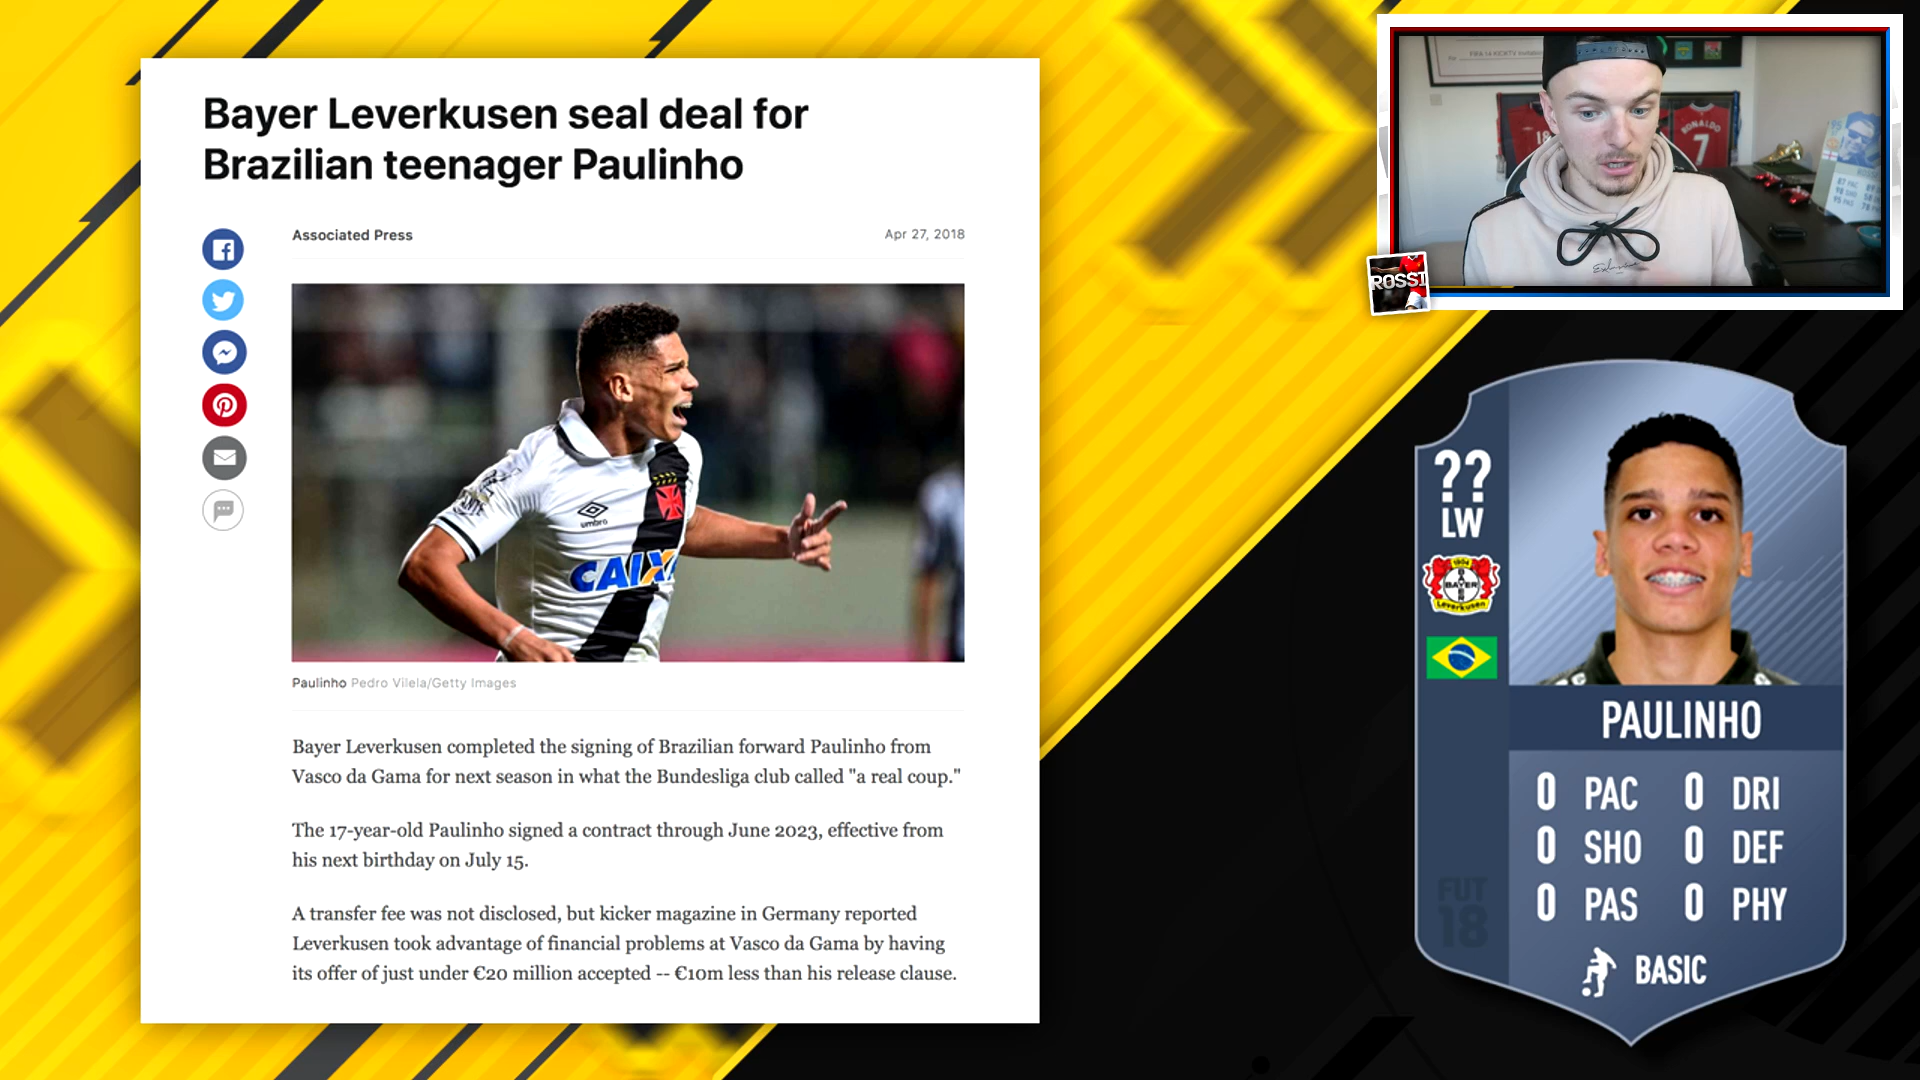 Bayer Leverkusen seal deal for
Brazilian teenager Paulinho
Associated Press
Apr 27, 2018
umbro
CAIXA
Paulinho Pedro Vilela/Getty Images
Bayer Leverkusen completed the signing of Brazilian forward Paulinho from
Vasco da Gama for next season in what the Bundesliga club called "a real coup."
The 17-year-old Paulinho signed a contract through June 2023, effective from
his next birthday on July 15.
A transfer fee was not disclosed, but kicker magazine in Germany reported
Leverkusen took advantage of financial problems at Vasco da Gama by having
its offer of just under €20 million accepted -- €10m less than his release clause.
18
RONALDO
7
ROSSI
??
LW
1904
BAYER
Leverkusen
PAULINHO
0 PAC 0 DRI
0 SHO 0 DEF
0 PAS 0 PHY
FUT
18
BASIC